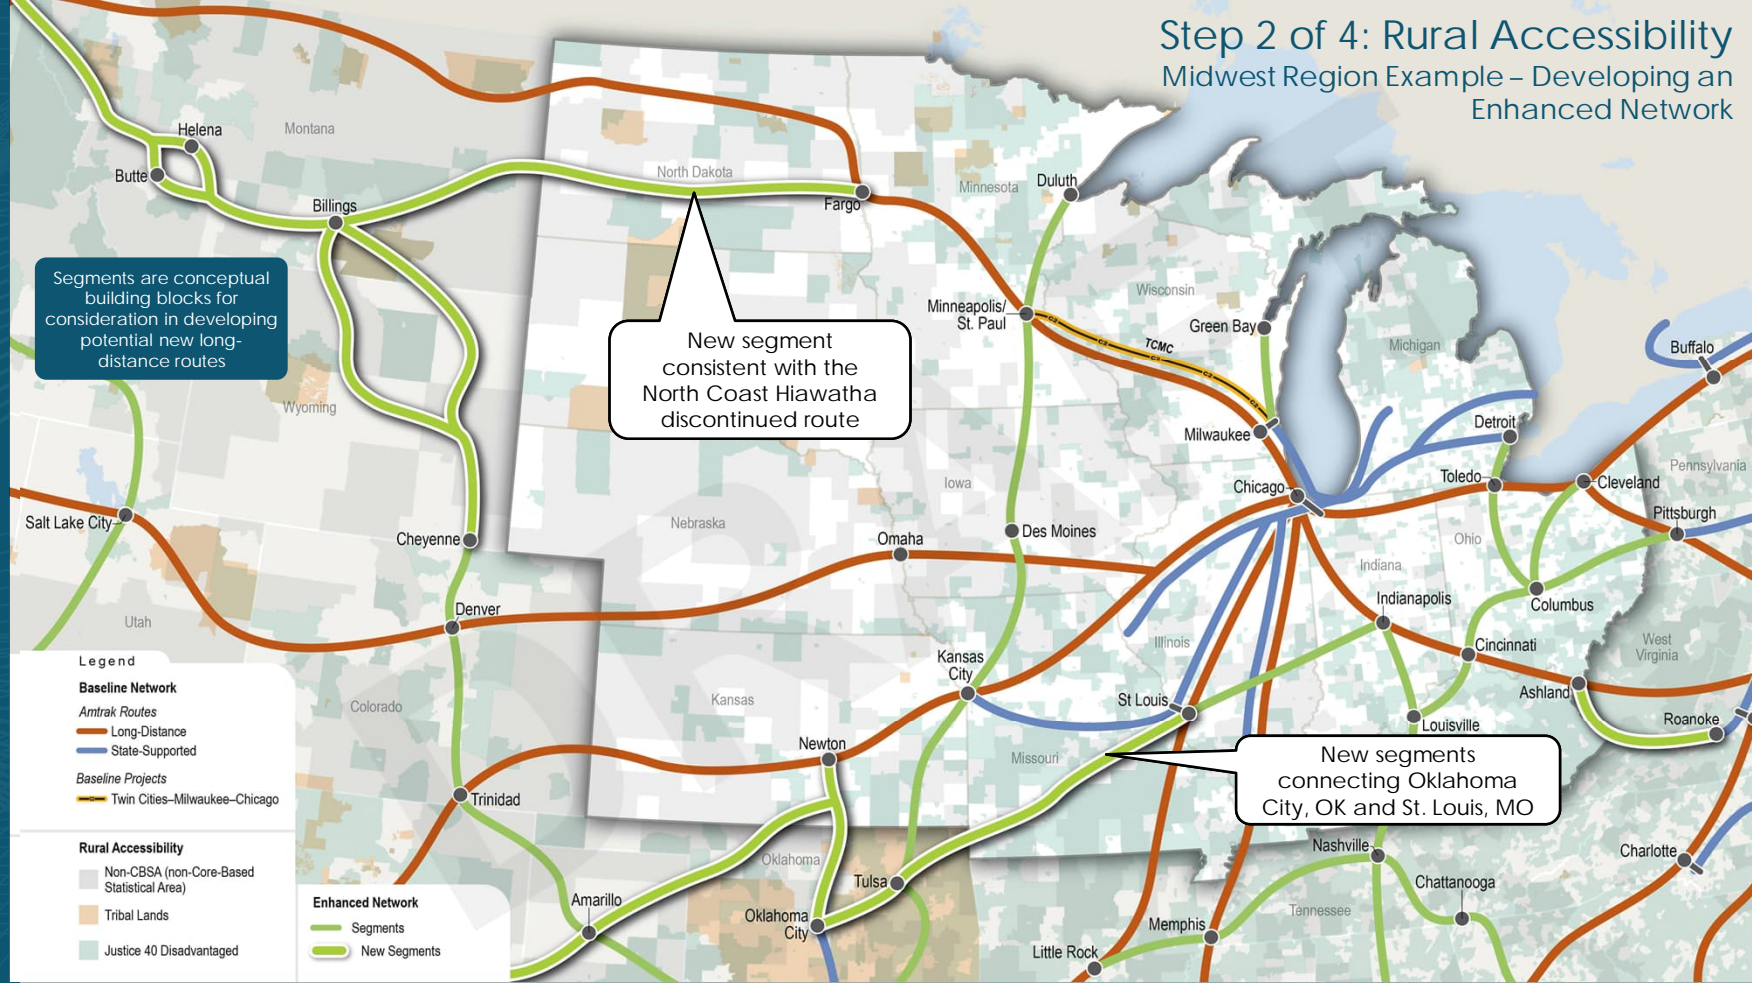 Step 2 of 4: Rural Accessibility
Midwest Region Example – Developing an
Enhanced Network
Helena
Montana
Butte
Billings
North Dakota
Fargo
Minnesota
Duluth
Segments are conceptual
building blocks for
consideration in developing
potential new long-
distance routes
New segment
consistent with the
North Coast Hiawatha
discontinued route
Minneapolis/
St. Paul
TCMC
Wisconsin
Green Bay
Michigan
Buffalo
Wyoming
Milwaukee
Detroit
Iowa
Chicago
Toledo
Cleveland
Pennsylvania
Pittsburgh
Salt Lake City
Cheyenne
Nebraska
Omaha
Des Moines
Ohio
Indiana
Indianapolis
Columbus
Utah
Denver
Illinois
Cincinnati
West
Virginia
Kansas
City
Ashland
Colorado
Kansas
St Louis
Louisville
Roanoke
Newton
Missouri
New segments
connecting Oklahoma
City, OK and St. Louis, MO
Trinidad
Oklahoma
Tulsa
Nashville
Charlotte
Chattanooga
Amarillo
Oklahoma
City
Tennessee
Memphis
Little Rock
Legend
Baseline Network
Amtrak Routes
Long-Distance
State-Supported
Baseline Projects
Twin Cities–Milwaukee–Chicago
Rural Accessibility
Non-CBSA (non-Core-Based
Statistical Area)
Tribal Lands
Justice 40 Disadvantaged
Enhanced Network
Segments
New Segments